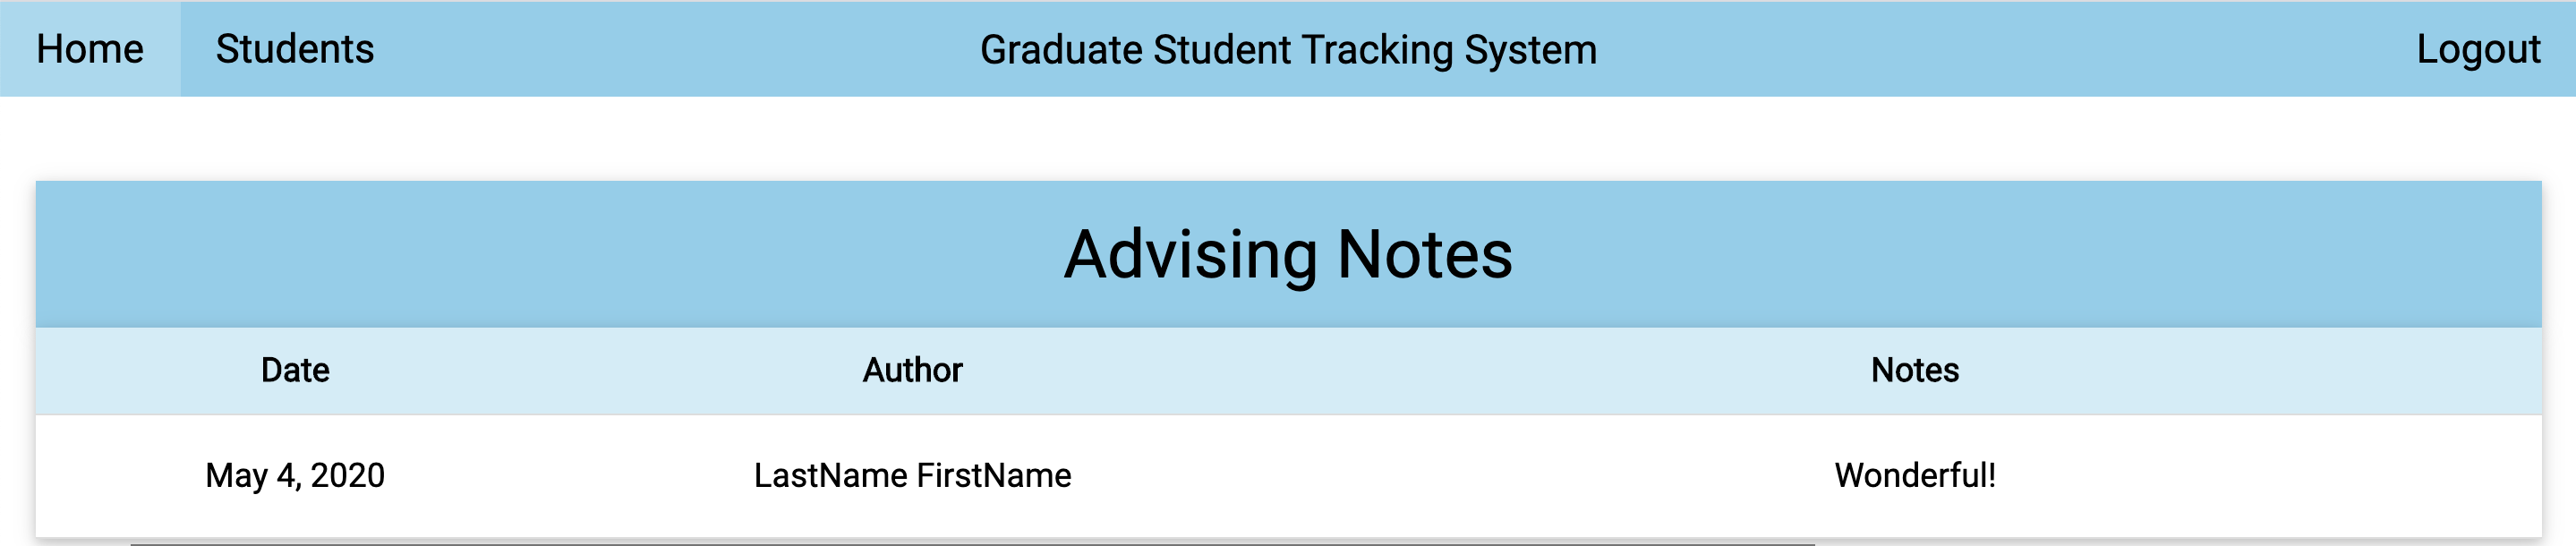 Home Students Graduate Student Tracking System Logout
Advising Notes
Date Author Notes
May 4, 2020 LastName FirstName Wonderful!